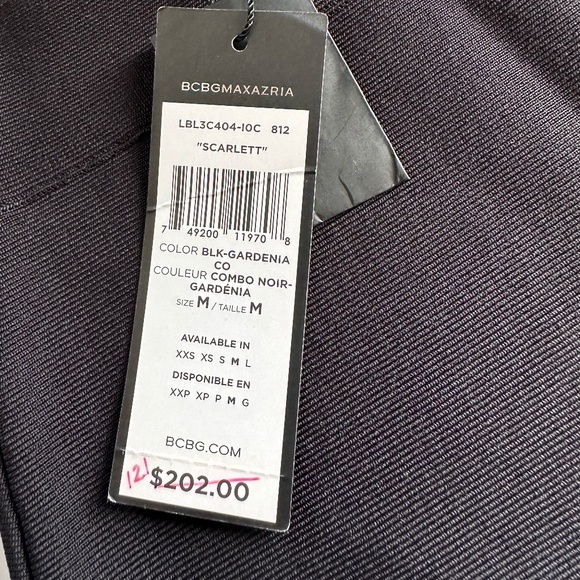 BCBGMAXAZRIA
LBL3C404-I0C 812
"SCARLETT"
7 49200 11970 8
COLOR BLK-GARDENIA
CO
COULEUR COMBO NOIR-
GARDÉNIA
SIZE M / TAILLE M
AVAILABLE IN
XXS XS S M L
DISPONIBLE EN
XXP XP P M G
BCBG.COM
121 $202.00